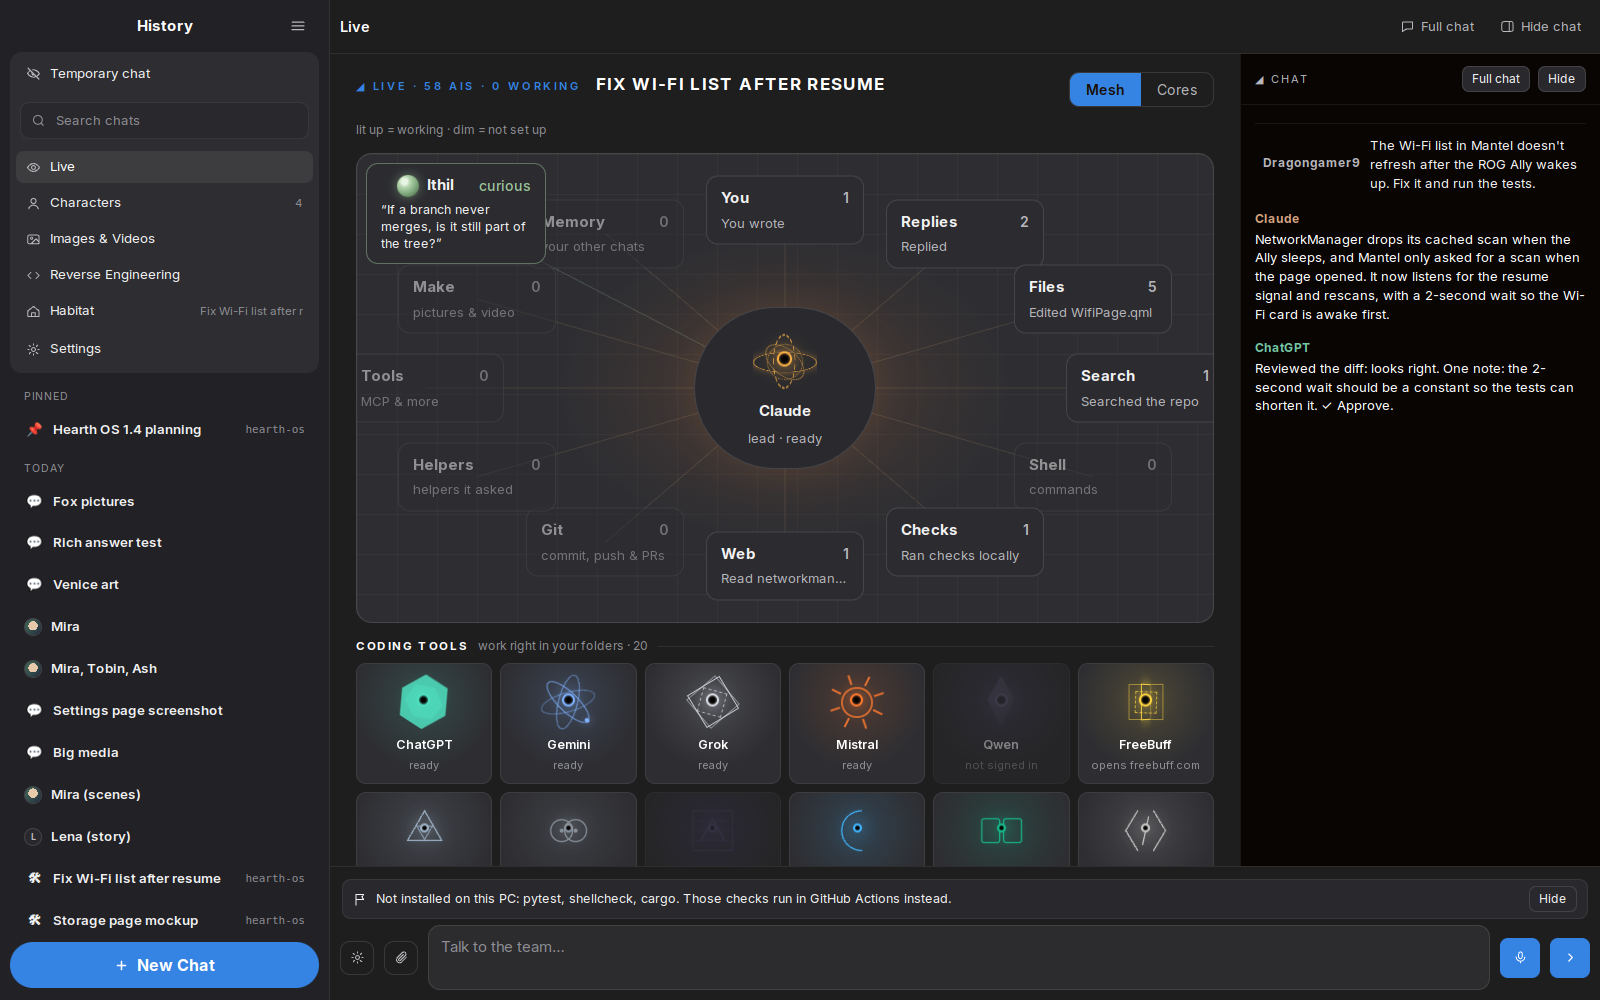 History
Temporary chat
Search chats
Live
Characters 4
Images & Videos
Reverse Engineering
Habitat Fix Wi-Fi list after r
Settings
PINNED
Hearth OS 1.4 planning hearth-os
TODAY
Fox pictures
Rich answer test
Venice art
Mira
Mira, Tobin, Ash
Settings page screenshot
Big media
Mira (scenes)
L Lena (story)
Fix Wi-Fi list after resume hearth-os
Storage page mockup hearth-os
+ New Chat
Live
Full chat
Hide chat
LIVE · 58 AIS · 0 WORKING
FIX WI-FI LIST AFTER RESUME
Mesh
Cores
lit up = working · dim = not set up
Ithil curious
“If a branch never
merges, is it still part of
the tree?”
Memory 0
your other chats
You 1
You wrote
Replies 2
Replied
Make 0
pictures & video
Files 5
Edited WifiPage.qml
Tools 0
MCP & more
Claude
lead · ready
Search 1
Searched the repo
Helpers 0
helpers it asked
Shell 0
commands
Git 0
commit, push & PRs
Web 1
Read networkman...
Checks 1
Ran checks locally
CODING TOOLS work right in your folders · 20
ChatGPT
ready
Gemini
ready
Grok
ready
Mistral
ready
Qwen
not signed in
FreeBuff
opens freebuff.com
CHAT
Full chat
Hide
Dragongamer9
The Wi-Fi list in Mantel doesn't
refresh after the ROG Ally wakes
up. Fix it and run the tests.
Claude
NetworkManager drops its cached scan when the
Ally sleeps, and Mantel only asked for a scan when
the page opened. It now listens for the resume
signal and rescans, with a 2-second wait so the Wi-
Fi card is awake first.
ChatGPT
Reviewed the diff: looks right. One note: the 2-
second wait should be a constant so the tests can
shorten it. ✓ Approve.
Not installed on this PC: pytest, shellcheck, cargo. Those checks run in GitHub Actions instead.
Hide
Talk to the team...